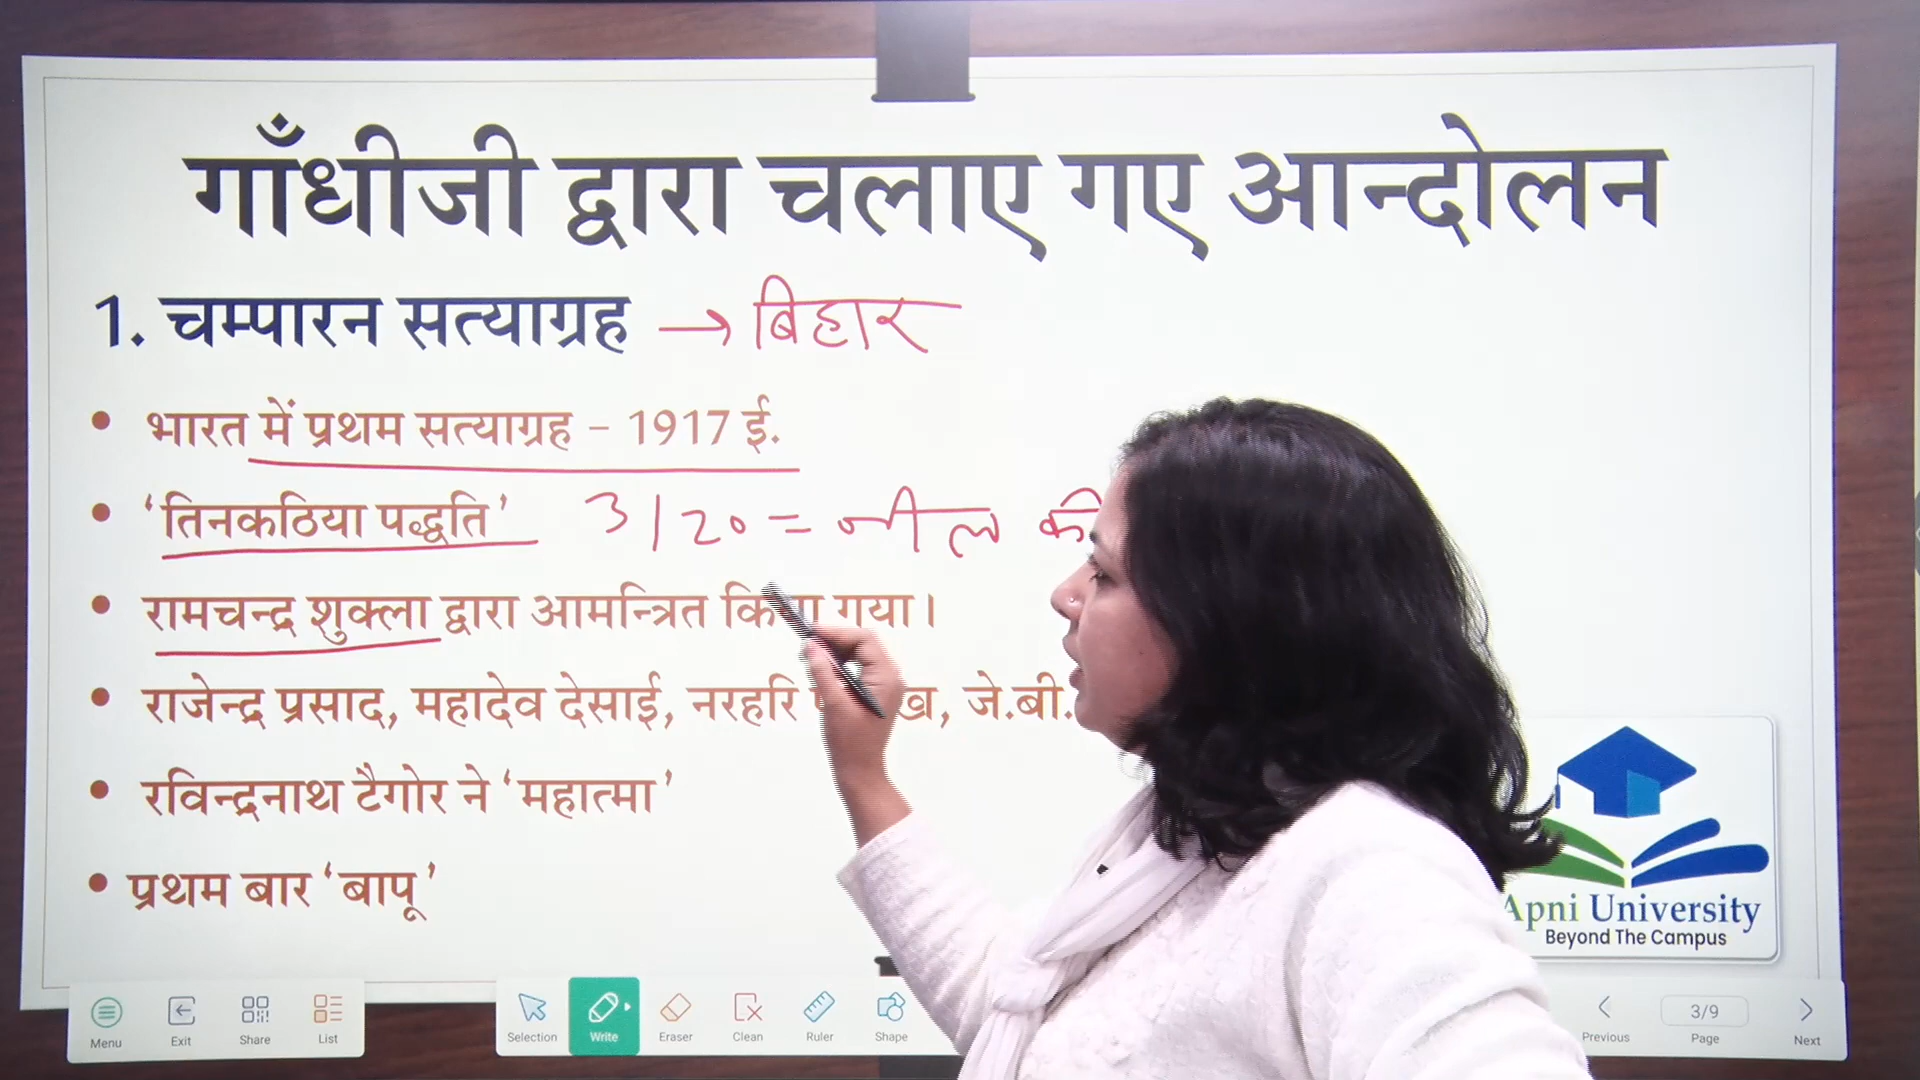 गाँधीजी द्वारा चलाए गए आन्दोलन
1. चम्पारन सत्याग्रह → बिहार
• भारत में प्रथम सत्याग्रह – 1917 ई.
• ‘तिनकठिया पद्धति’ 3/20 = नील की
• रामचन्द्र शुक्ला द्वारा आमन्त्रित किया गया।
• राजेन्द्र प्रसाद, महादेव देसाई, नरहरि जे.बी.
• रविन्द्रनाथ टैगोर ने ‘महात्मा’
• प्रथम बार ‘बापू’
Apni University
Beyond The Campus
Menu Exit Share List Selection Write Eraser Clean Ruler Shape Previous 3/9 Page Next